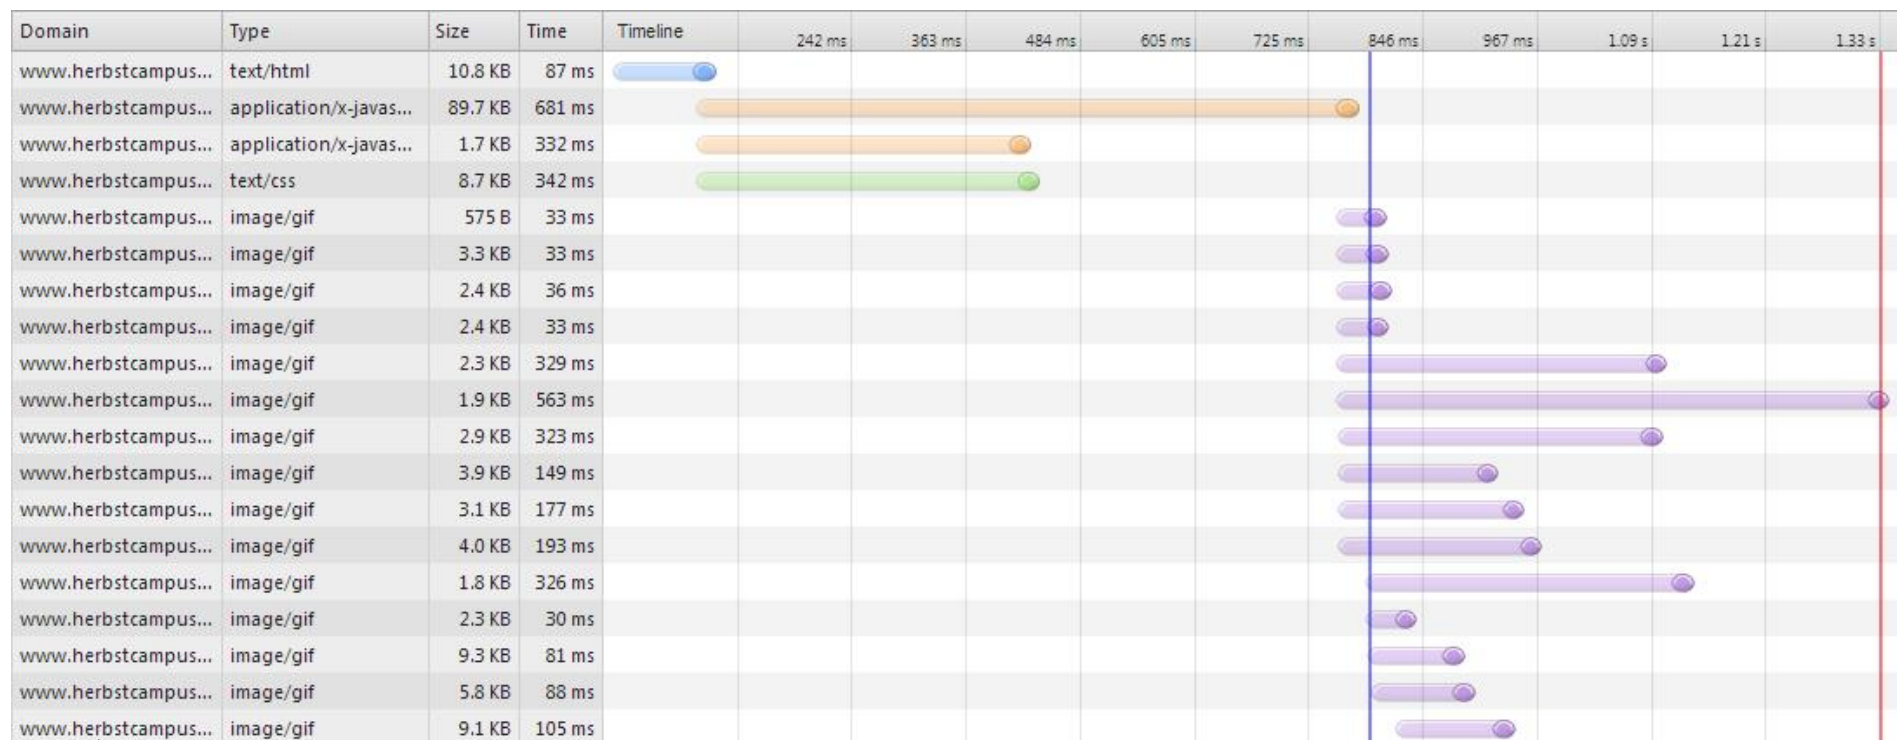 Domain Type Size Time Timeline 242 ms 363 ms 484 ms 605 ms 725 ms 846 ms 967 ms 1.09 s 1.21 s 1.33 s
www.herbstcampus... text/html 10.8 KB 87 ms
www.herbstcampus... application/x-javas... 89.7 KB 681 ms
www.herbstcampus... application/x-javas... 1.7 KB 332 ms
www.herbstcampus... text/css 8.7 KB 342 ms
www.herbstcampus... image/gif 575 B 33 ms
www.herbstcampus... image/gif 3.3 KB 33 ms
www.herbstcampus... image/gif 2.4 KB 36 ms
www.herbstcampus... image/gif 2.4 KB 33 ms
www.herbstcampus... image/gif 2.3 KB 329 ms
www.herbstcampus... image/gif 1.9 KB 563 ms
www.herbstcampus... image/gif 2.9 KB 323 ms
www.herbstcampus... image/gif 3.9 KB 149 ms
www.herbstcampus... image/gif 3.1 KB 177 ms
www.herbstcampus... image/gif 4.0 KB 193 ms
www.herbstcampus... image/gif 1.8 KB 326 ms
www.herbstcampus... image/gif 2.3 KB 30 ms
www.herbstcampus... image/gif 9.3 KB 81 ms
www.herbstcampus... image/gif 5.8 KB 88 ms
www.herbstcampus... image/gif 9.1 KB 105 ms